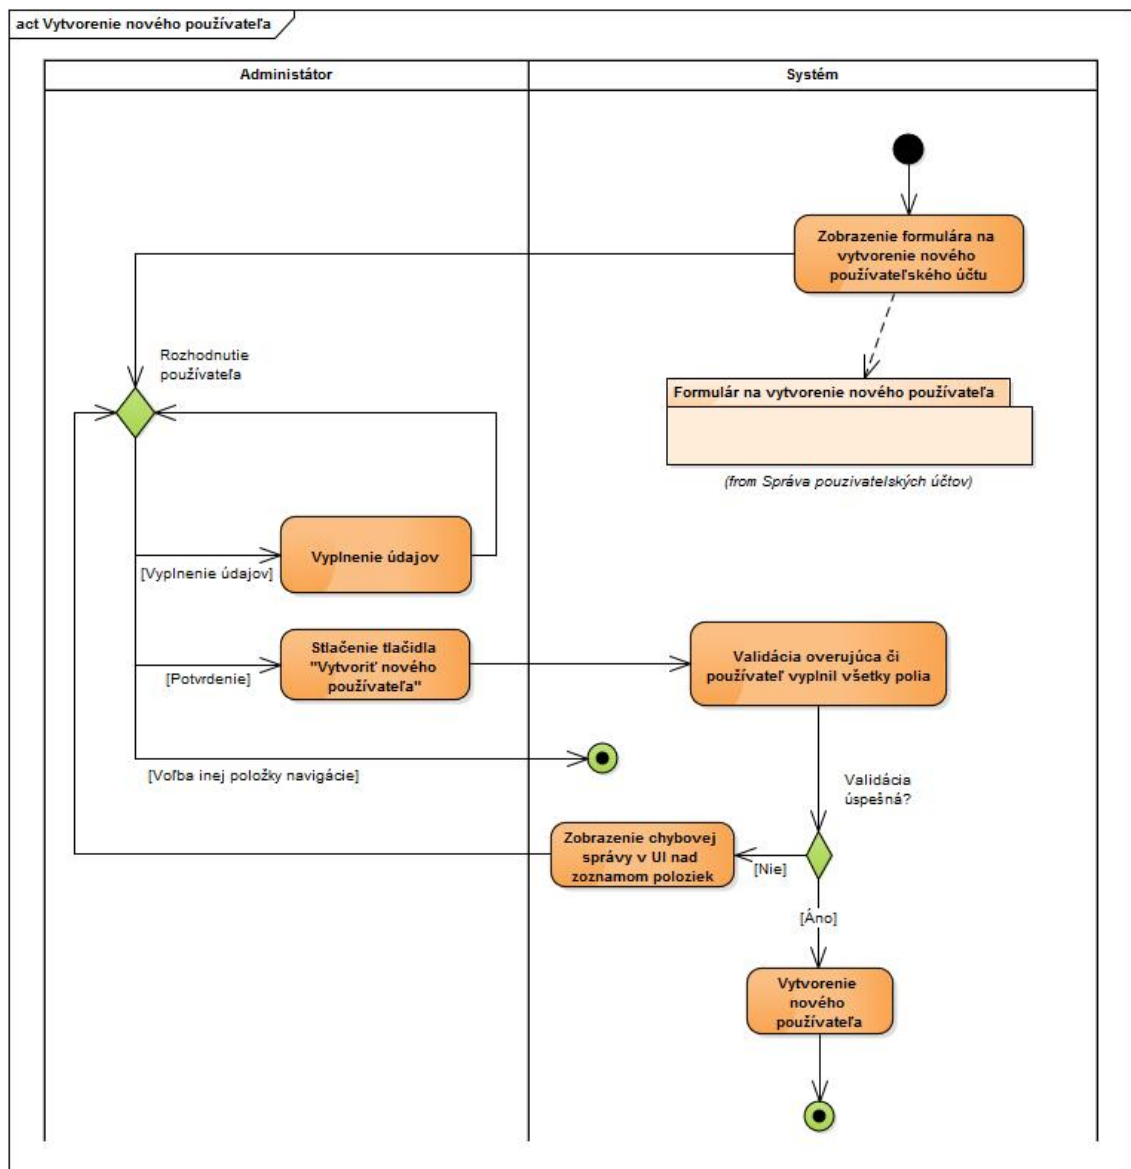 act Vytvorenie nového používateľa
Administátor
Systém
Zobrazenie formulára na
vytvorenie nového
používateľského účtu
Rozhodnutie
používateľa
Formulár na vytvorenie nového používateľa
(from Správa pouzivatelských účtov)
Vyplnenie údajov
[Vyplnenie údajov]
Stlačenie tlačidla
"Vytvoriť nového
používateľa"
[Potvrdenie]
Validácia overujúca či
používateľ vyplnil všetky polia
[Voľba inej položky navigácie]
Validácia
úspešná?
Zobrazenie chybovej
správy v UI nad
zoznamom poloziek
[Nie]
[Áno]
Vytvorenie
nového
používateľa